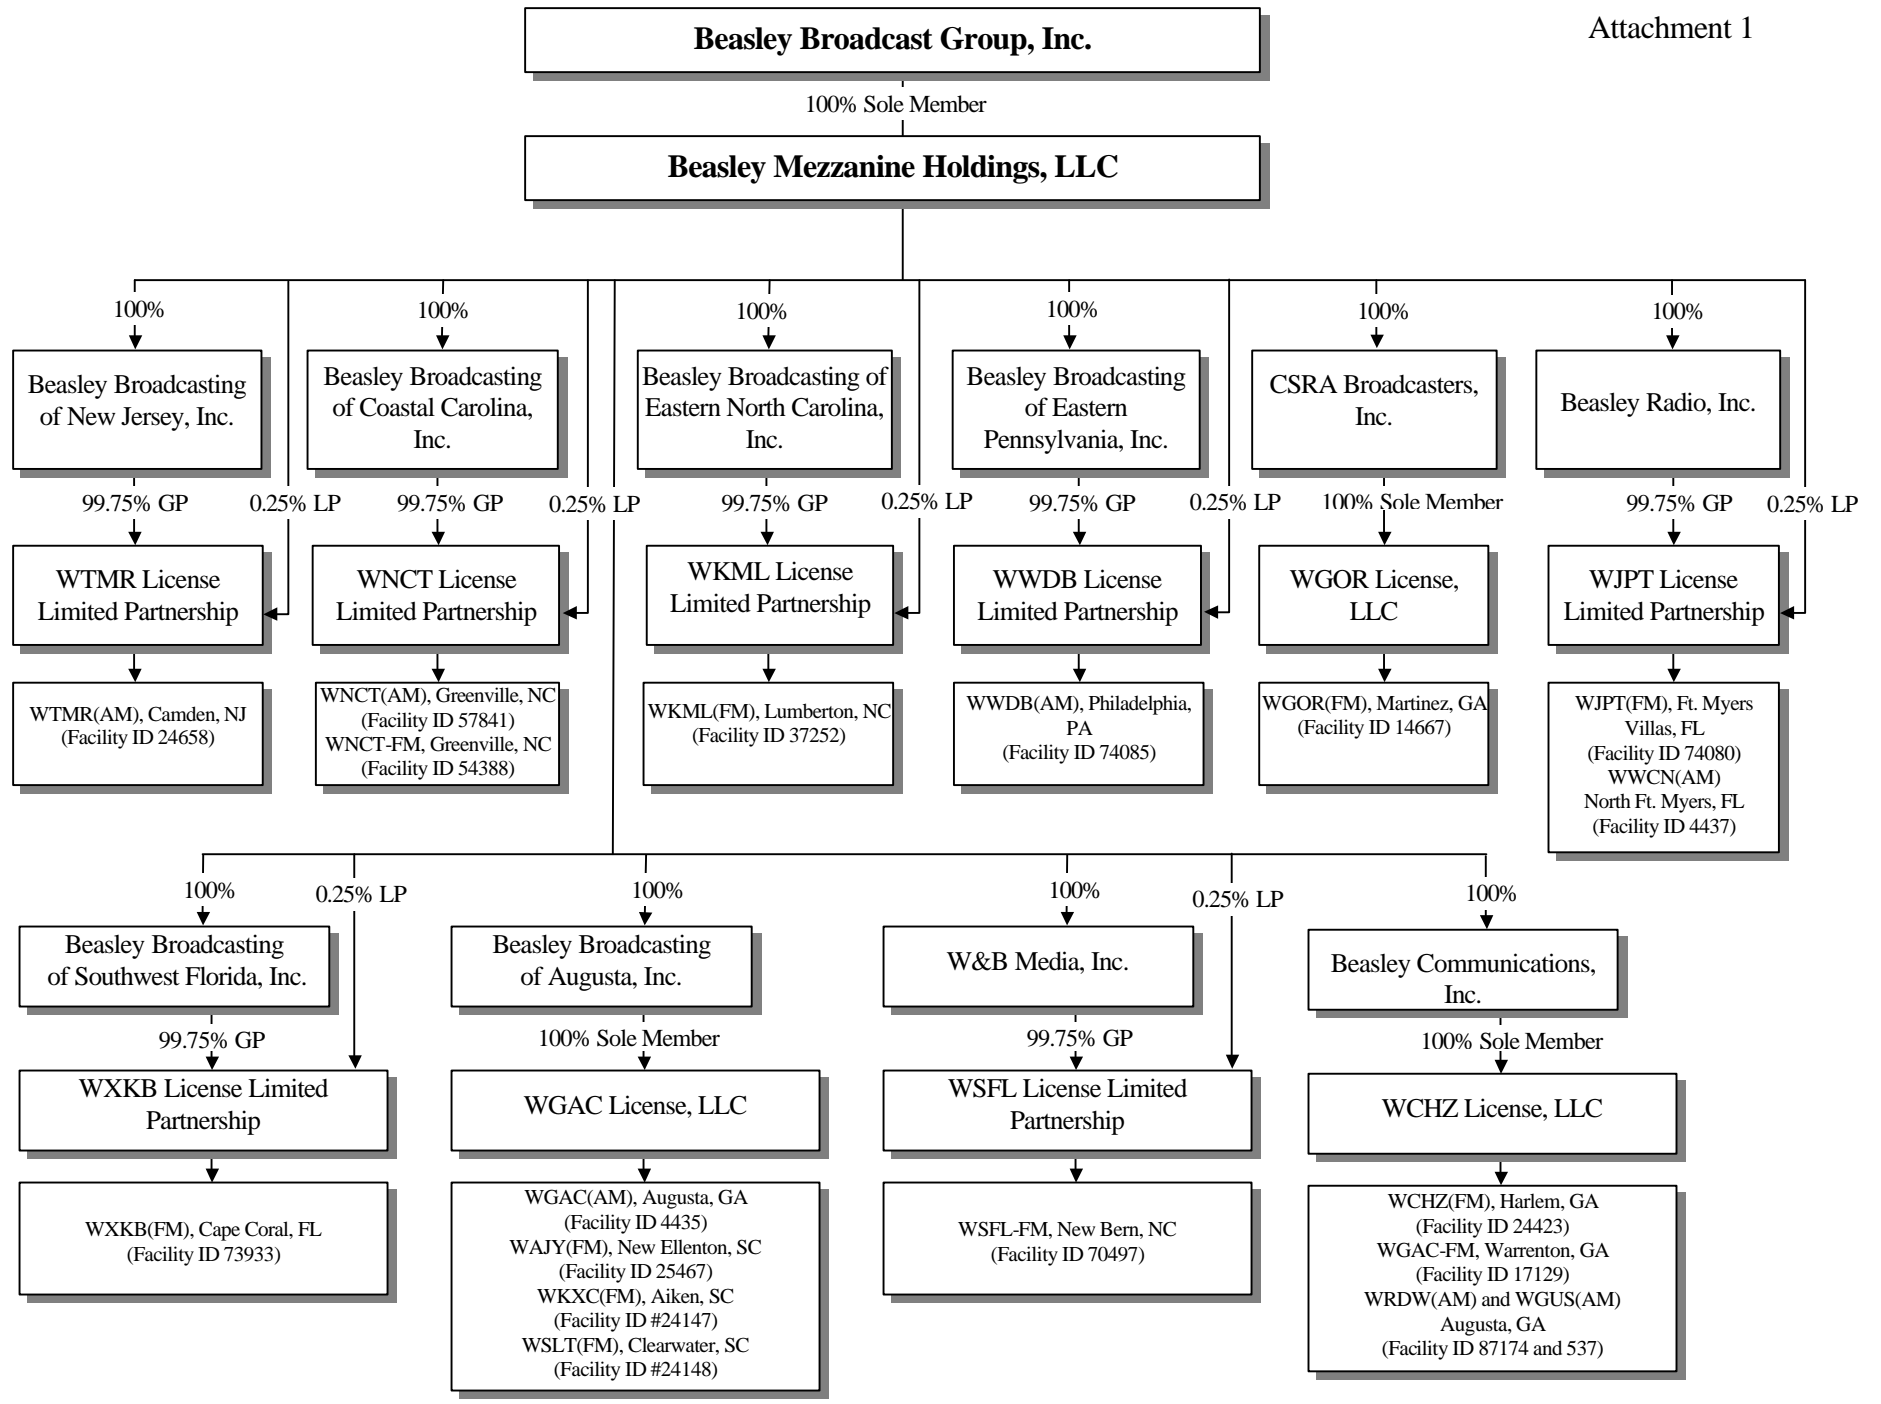 Attachment 1
Beasley Broadcast Group, Inc.
100% Sole Member
Beasley Mezzanine Holdings, LLC
100%
100%
100%
100%
100%
100%
Beasley Broadcasting
of New Jersey, Inc.
Beasley Broadcasting
of Coastal Carolina,
Inc.
Beasley Broadcasting of
Eastern North Carolina,
Inc.
Beasley Broadcasting
of Eastern
Pennsylvania, Inc.
CSRA Broadcasters,
Inc.
Beasley Radio, Inc.
99.75% GP
0.25% LP
99.75% GP
0.25% LP
99.75% GP
0.25% LP
99.75% GP
0.25% LP
100% Sole Member
99.75% GP
0.25% LP
WTMR License
Limited Partnership
WNCT License
Limited Partnership
WKML License
Limited Partnership
WWDB License
Limited Partnership
WGOR License,
LLC
WJPT License
Limited Partnership
WTMR(AM), Camden, NJ
(Facility ID 24658)
WNCT(AM), Greenville, NC
(Facility ID 57841)
WNCT-FM, Greenville, NC
(Facility ID 54388)
WKML(FM), Lumberton, NC
(Facility ID 37252)
WWDB(AM), Philadelphia,
PA
(Facility ID 74085)
WGOR(FM), Martinez, GA
(Facility ID 14667)
WJPT(FM), Ft. Myers
Villas, FL
(Facility ID 74080)
WWCN(AM)
North Ft. Myers, FL
(Facility ID 4437)
100%
0.25% LP
100%
100%
0.25% LP
100%
Beasley Broadcasting
of Southwest Florida, Inc.
Beasley Broadcasting
of Augusta, Inc.
W&B Media, Inc.
Beasley Communications,
Inc.
99.75% GP
100% Sole Member
99.75% GP
100% Sole Member
WXKB License Limited
Partnership
WGAC License, LLC
WSFL License Limited
Partnership
WCHZ License, LLC
WXKB(FM), Cape Coral, FL
(Facility ID 73933)
WGAC(AM), Augusta, GA
(Facility ID 4435)
WAJY(FM), New Ellenton, SC
(Facility ID 25467)
WKXC(FM), Aiken, SC
(Facility ID #24147)
WSLT(FM), Clearwater, SC
(Facility ID #24148)
WSFL-FM, New Bern, NC
(Facility ID 70497)
WCHZ(FM), Harlem, GA
(Facility ID 24423)
WGAC-FM, Warrenton, GA
(Facility ID 17129)
WRDW(AM) and WGUS(AM)
Augusta, GA
(Facility ID 87174 and 537)